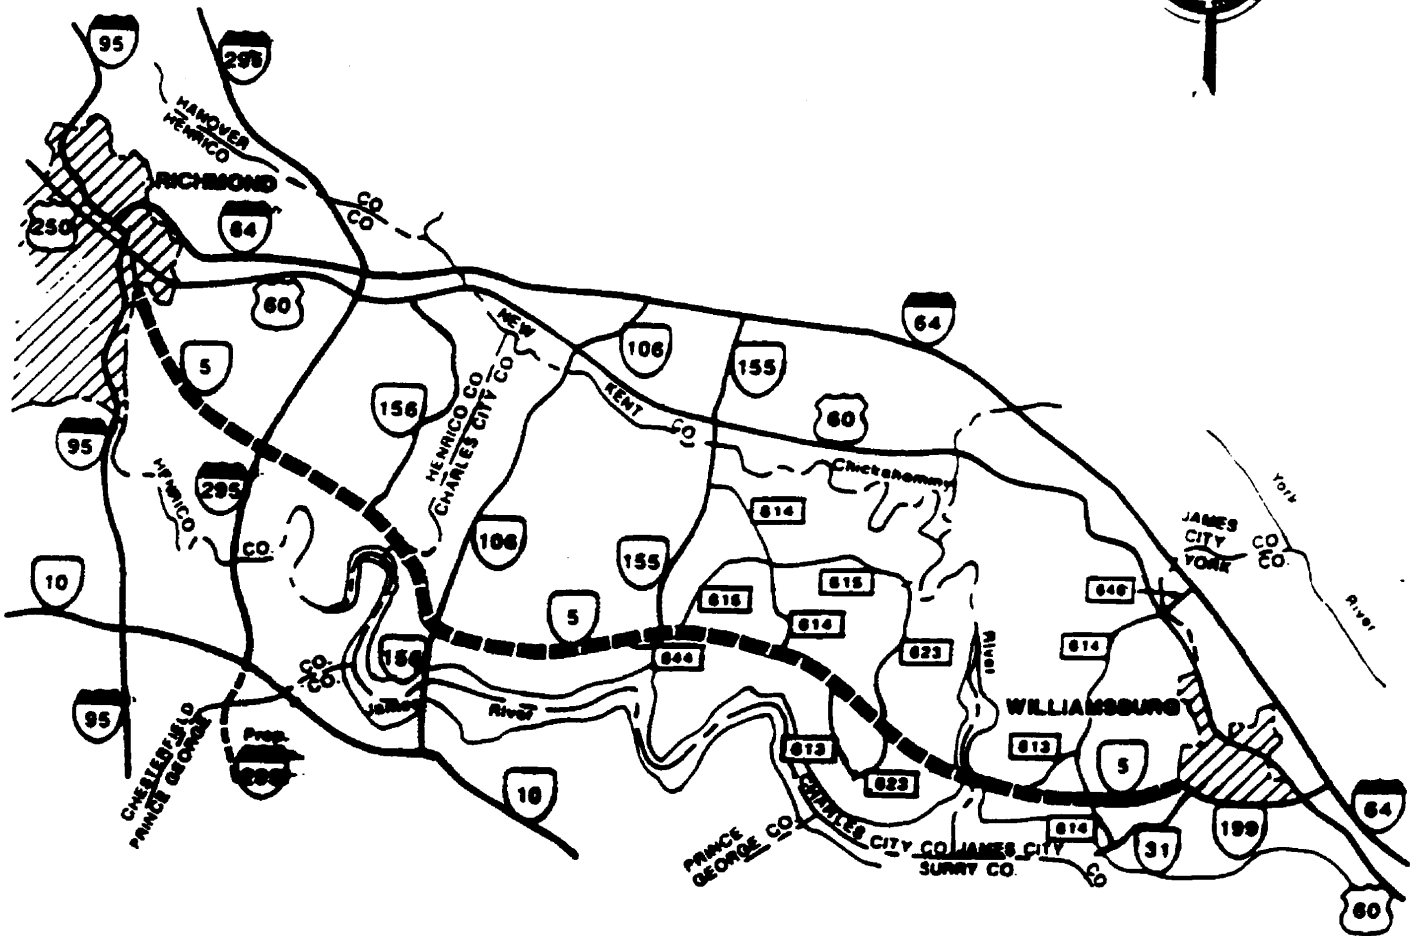 95
295
HANOVER
HENRICO
RICHMOND
CO
CO
250
64
60
NEW
64
5
106
155
156
HENRICO CO
CHARLES CITY CO
KENT
CO
60
95
295
HENRICO
CO.
Chickahominy
York
614
JAMES
CITY CO
YORK CO.
106
155
10
615
646
5
615
614
River
614
623
River
CO.
CO.
156
644
James
River
WILLIAMSBURG
95
CHESTERFIELD
PRINCE GEORGE
Prop.
295
613
613
5
623
10
64
CHARLES CITY CO. JAMES CITY
CO
SURRY CO.
PRINCE
GEORGE CO.
614
31
199
60